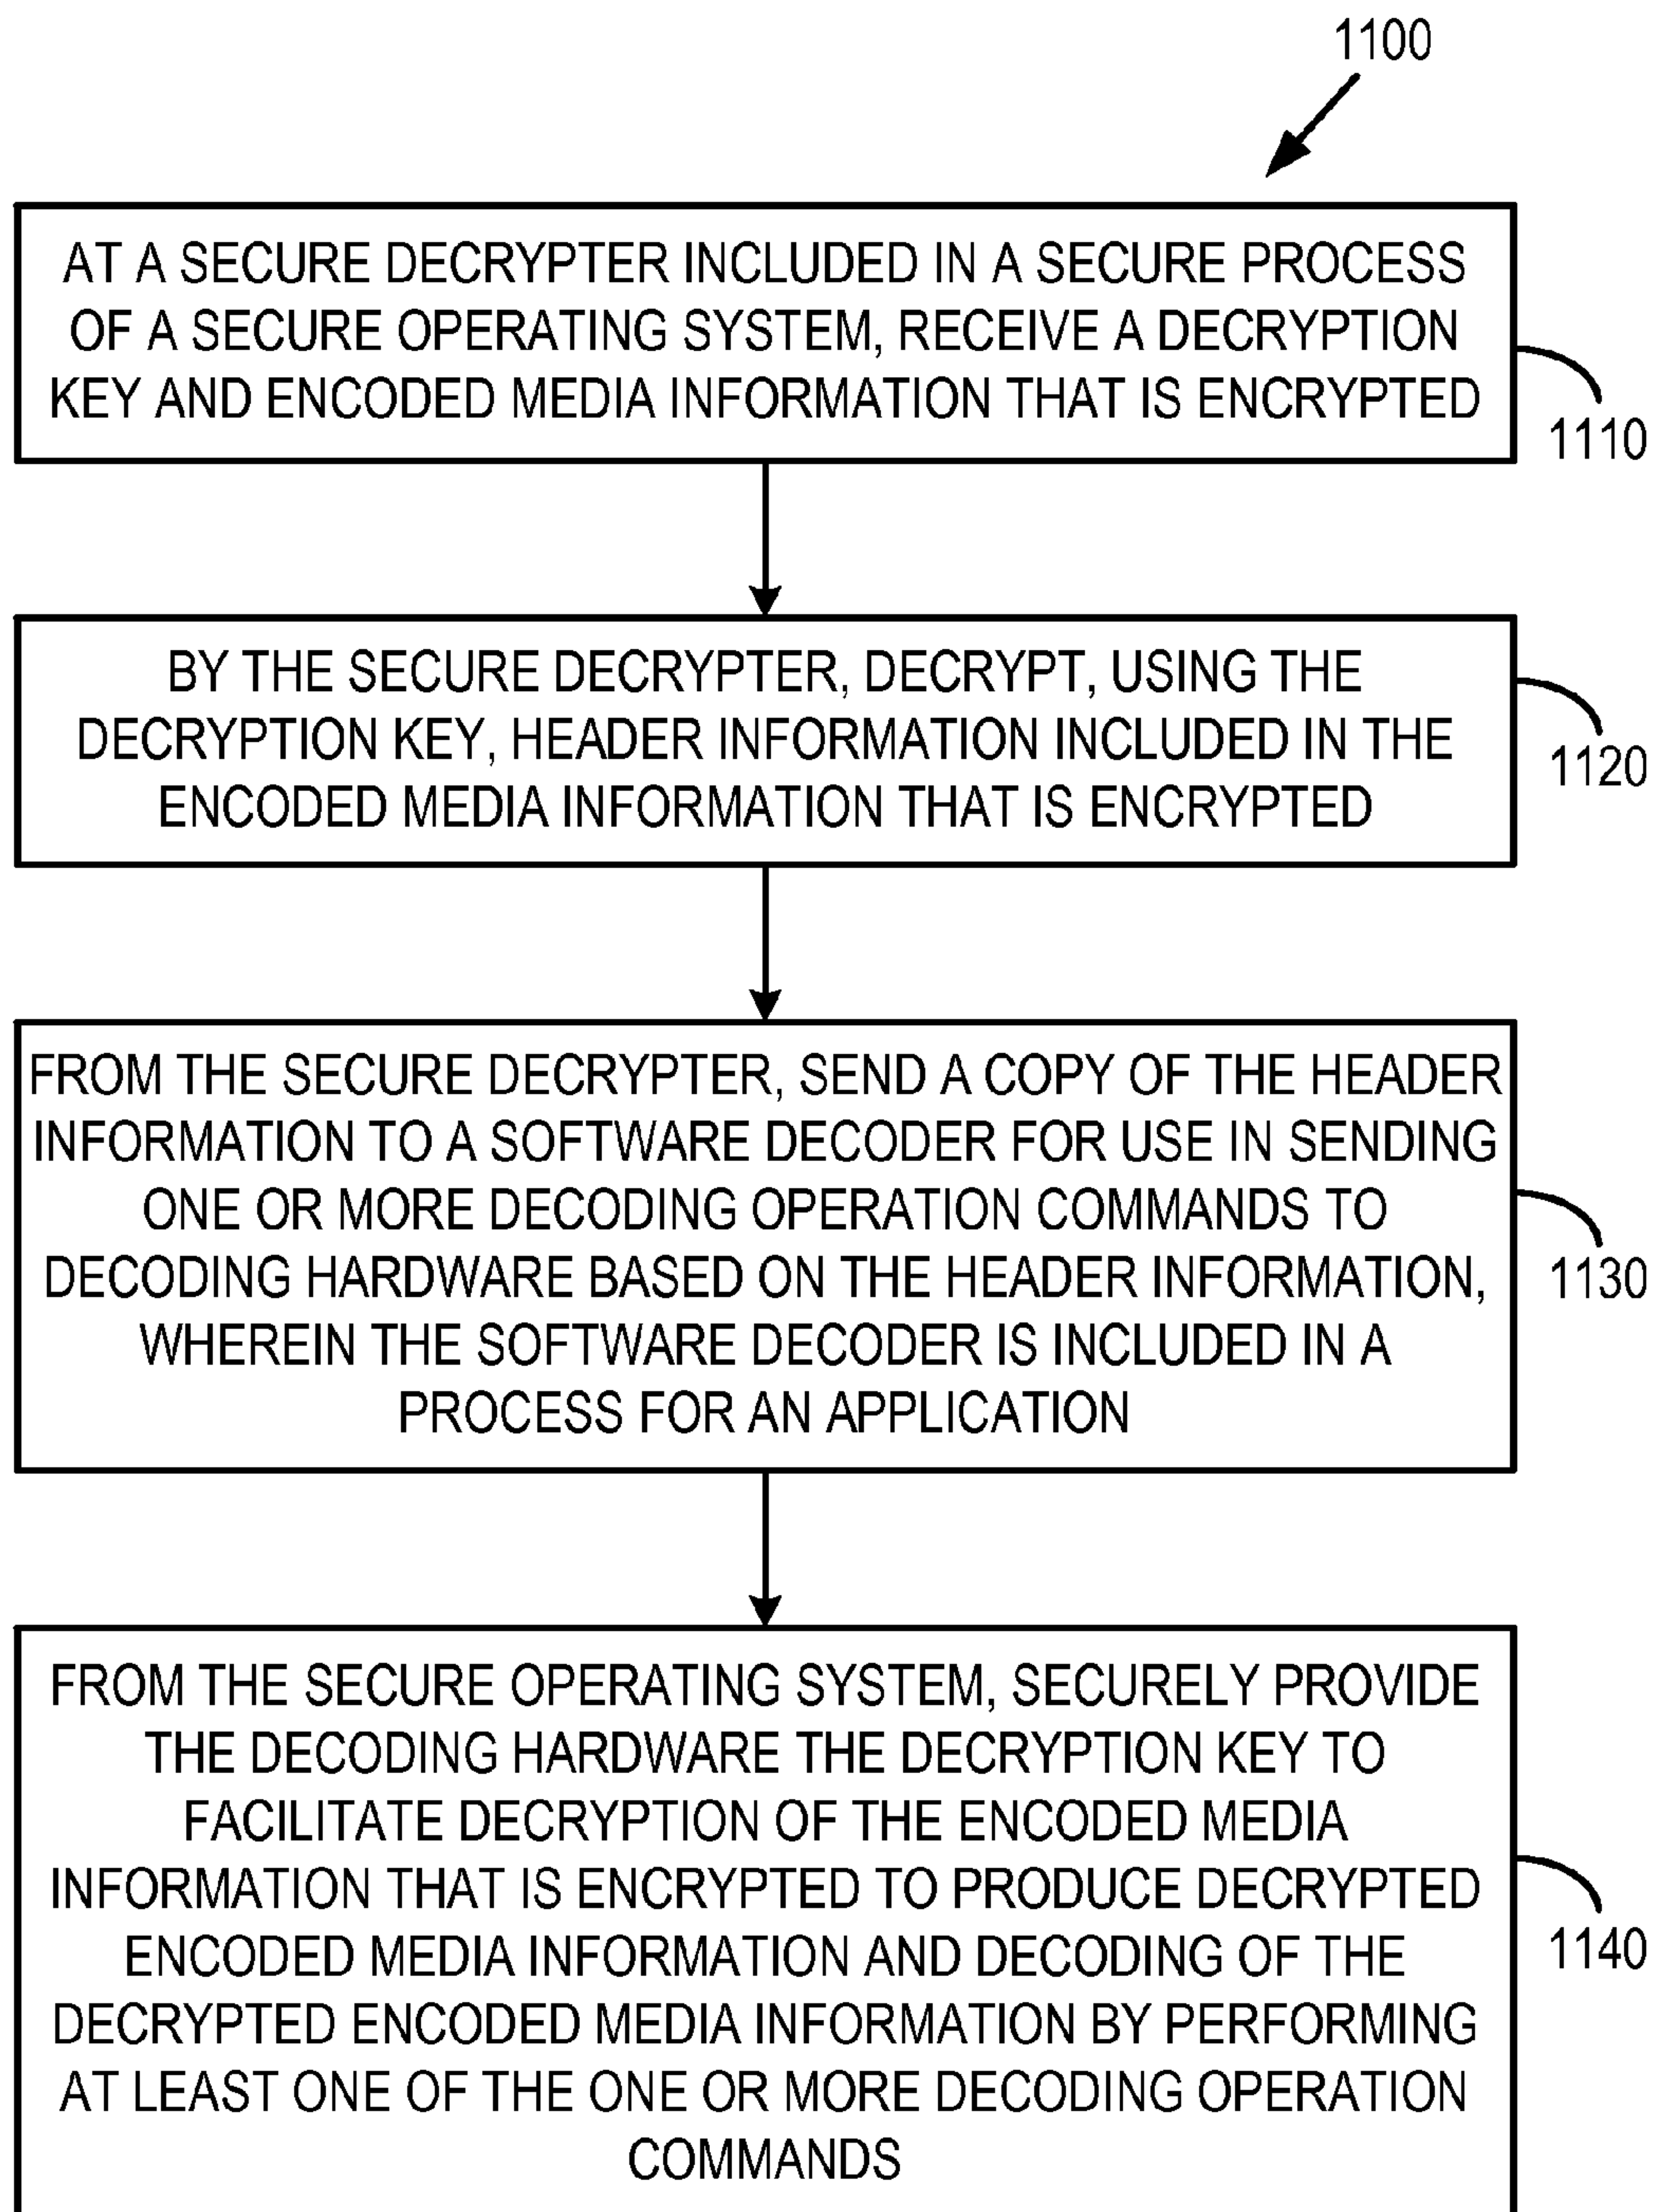 1100
AT A SECURE DECRYPTER INCLUDED IN A SECURE PROCESS
OF A SECURE OPERATING SYSTEM, RECEIVE A DECRYPTION
KEY AND ENCODED MEDIA INFORMATION THAT IS ENCRYPTED
1110
BY THE SECURE DECRYPTER, DECRYPT, USING THE
DECRYPTION KEY, HEADER INFORMATION INCLUDED IN THE
ENCODED MEDIA INFORMATION THAT IS ENCRYPTED
1120
FROM THE SECURE DECRYPTER, SEND A COPY OF THE HEADER
INFORMATION TO A SOFTWARE DECODER FOR USE IN SENDING
ONE OR MORE DECODING OPERATION COMMANDS TO
DECODING HARDWARE BASED ON THE HEADER INFORMATION,
WHEREIN THE SOFTWARE DECODER IS INCLUDED IN A
PROCESS FOR AN APPLICATION
1130
FROM THE SECURE OPERATING SYSTEM, SECURELY PROVIDE
THE DECODING HARDWARE THE DECRYPTION KEY TO
FACILITATE DECRYPTION OF THE ENCODED MEDIA
INFORMATION THAT IS ENCRYPTED TO PRODUCE DECRYPTED
ENCODED MEDIA INFORMATION AND DECODING OF THE
DECRYPTED ENCODED MEDIA INFORMATION BY PERFORMING
AT LEAST ONE OF THE ONE OR MORE DECODING OPERATION
COMMANDS
1140